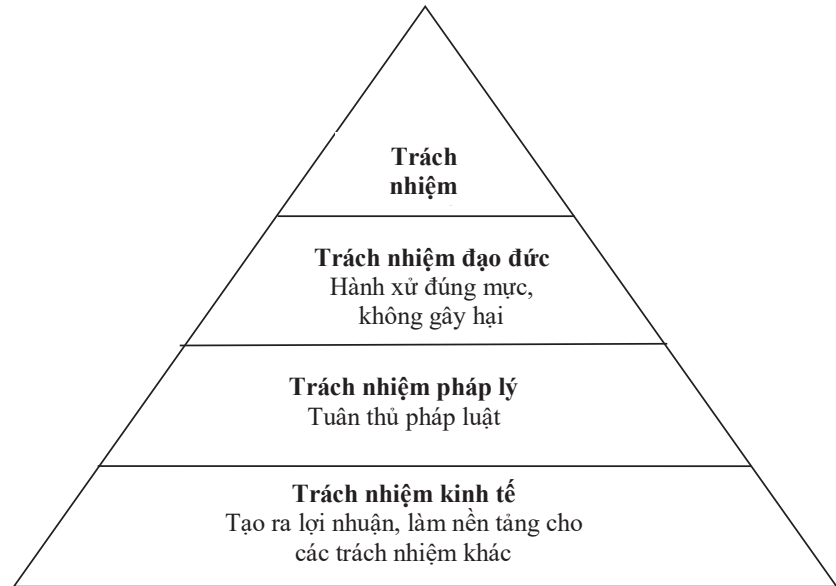 Trách
nhiệm
Trách nhiệm đạo đức
Hành xử đúng mực,
không gây hại
Trách nhiệm pháp lý
Tuân thủ pháp luật
Trách nhiệm kinh tế
Tạo ra lợi nhuận, làm nền tảng cho
các trách nhiệm khác